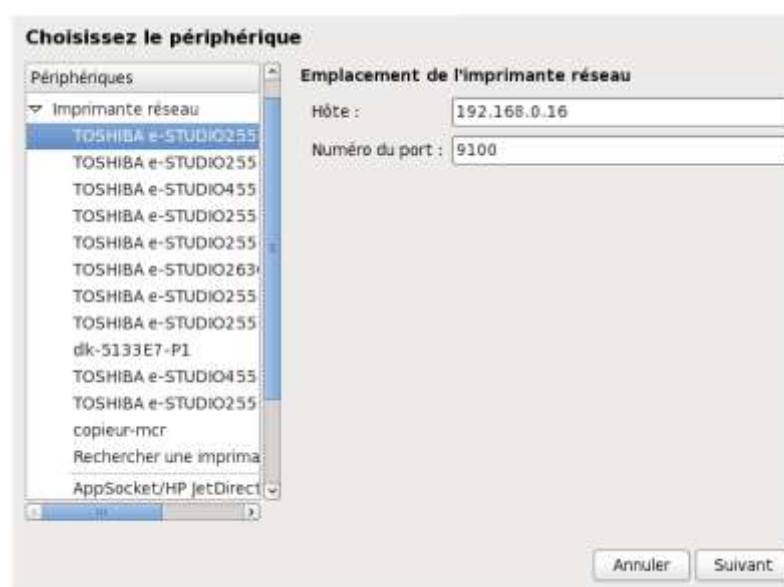 Choisissez le périphérique
Périphériques
Imprimante réseau
TOSHIBA e-STUDIO255
TOSHIBA e-STUDIO255
TOSHIBA e-STUDIO455
TOSHIBA e-STUDIO255
TOSHIBA e-STUDIO255
TOSHIBA e-STUDIO263
TOSHIBA e-STUDIO255
TOSHIBA e-STUDIO255
dlk-5133E7-P1
TOSHIBA e-STUDIO455
TOSHIBA e-STUDIO255
copieur-mcr
Rechercher une imprima
AppSocket/HP JetDirect
Emplacement de l'imprimante réseau
Hôte : 192.168.0.16
Numéro du port : 9100
Annuler Suivant